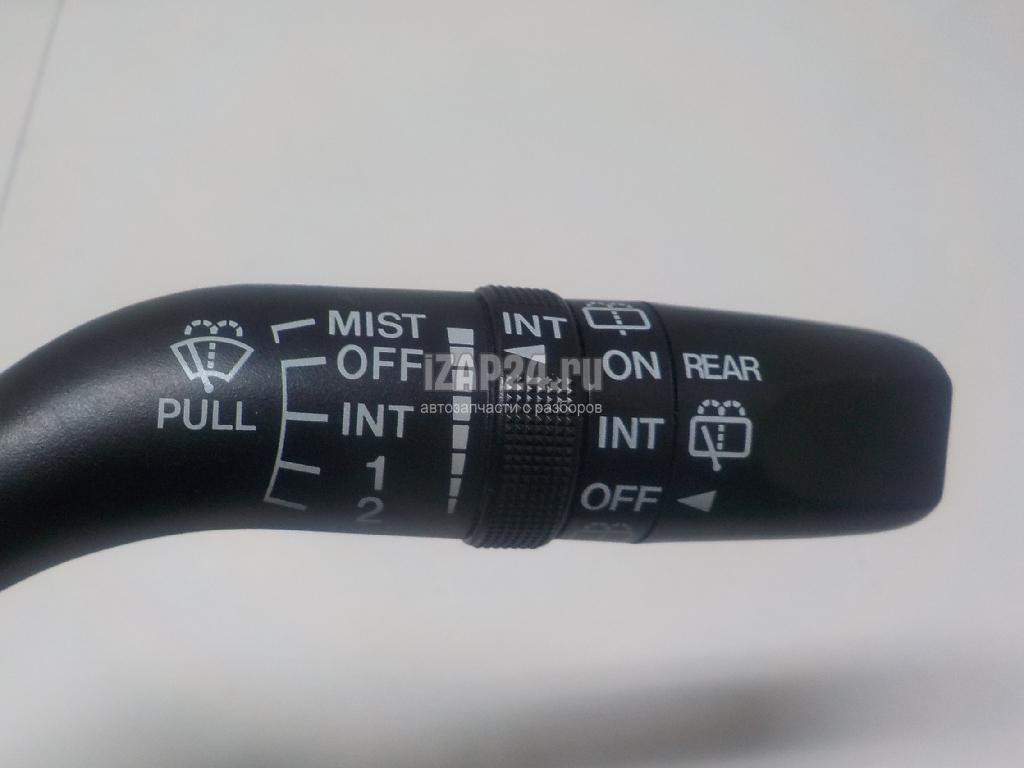 MIST
OFF
INT
1
2
PULL
INT
ON
INT
OFF
REAR
iZAP24.ru
автозапчасти с разборов